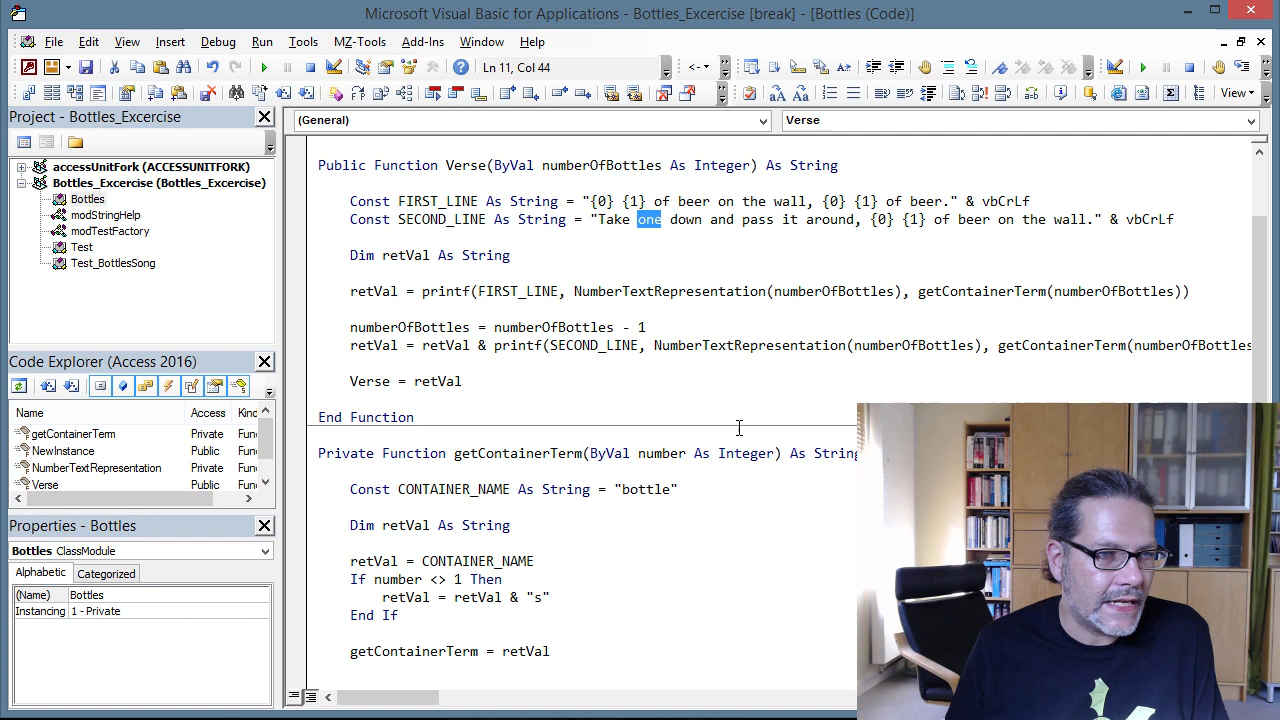 Microsoft Visual Basic for Applications - Bottles_Excercise [break] - [Bottles (Code)]
File Edit View Insert Format Debug Run Tools MZ-Tools Add-Ins Window Help
Ln 11, Col 44
View
Project - Bottles_Excercise
accessUnitFork (ACCESSUNITFORK)
Bottles_Excercise (Bottles_Excercise)
Bottles
modStringHelp
modTestFactory
Test
Test_BottlesSong
Code Explorer (Access 2016)
Name Access Kind
getContainerTerm Private Fun
NewInstance Public Fun
NumberTextRepresentation Private Fun
Verse Public Fun
Properties - Bottles
Bottles ClassModule
Alphabetic Categorized
(Name) Bottles
Instancing 1 - Private
(General) Verse
Public Function Verse(ByVal numberOfBottles As Integer) As String
Const FIRST_LINE As String = "{0} {1} of beer on the wall, {0} {1} of beer." & vbCrLf
Const SECOND_LINE As String = "Take one down and pass it around, {0} {1} of beer on the wall." & vbCrLf
Dim retVal As String
retVal = printf(FIRST_LINE, NumberTextRepresentation(numberOfBottles), getContainerTerm(numberOfBottles))
numberOfBottles = numberOfBottles - 1
retVal = retVal & printf(SECOND_LINE, NumberTextRepresentation(numberOfBottles), getContainerTerm(numberOfBottles
Verse = retVal
End Function
Private Function getContainerTerm(ByVal number As Integer) As String
Const CONTAINER_NAME As String = "bottle"
Dim retVal As String
retVal = CONTAINER_NAME
If number <> 1 Then
retVal = retVal & "s"
End If
getContainerTerm = retVal